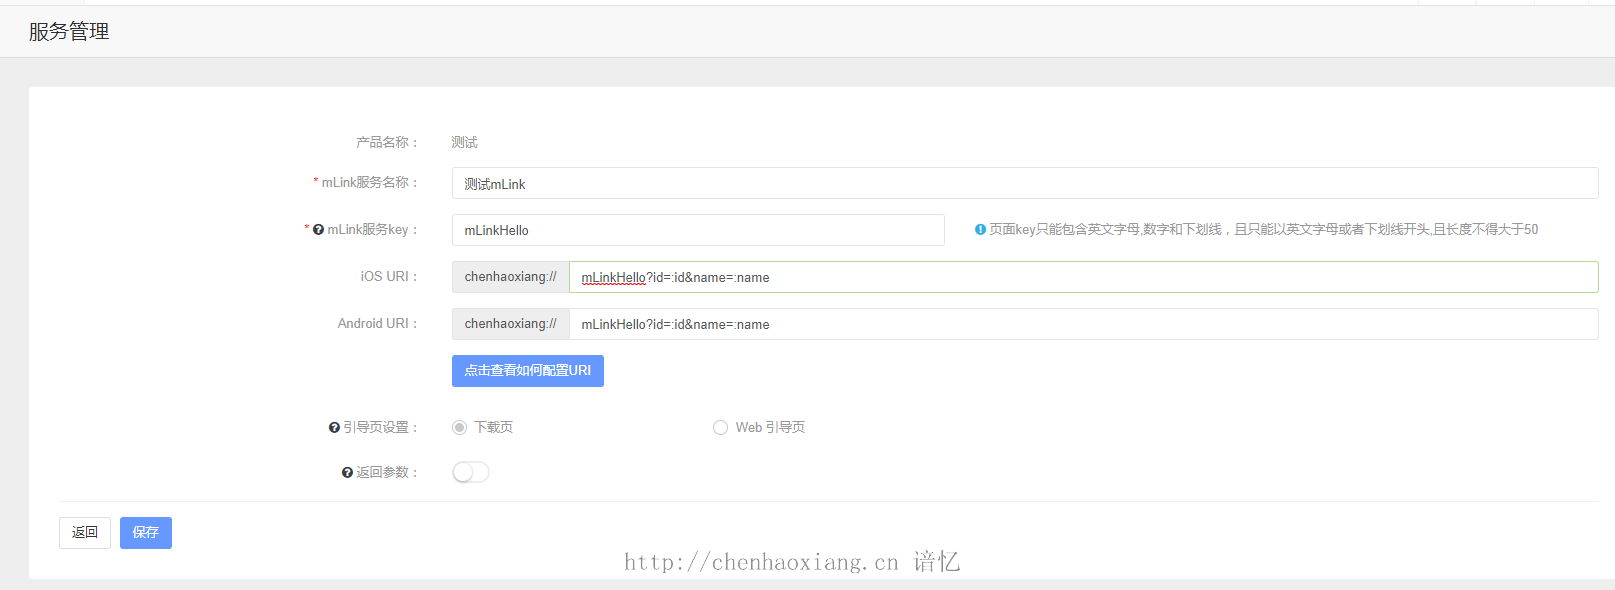 服务管理
产品名称： 测试
* mLink服务名称： 测试mLink
* mLink服务key： mLinkHello 页面key只能包含英文字母,数字和下划线，且只能以英文字母或者下划线开头,且长度不得大于50
iOS URI： chenhaoxiang:// mLinkHello?id=:id&name=:name
Android URI： chenhaoxiang:// mLinkHello?id=:id&name=:name
点击查看如何配置URI
引导页设置： 下载页 Web 引导页
返回参数：
返回 保存
http://chenhaoxiang.cn 谙忆